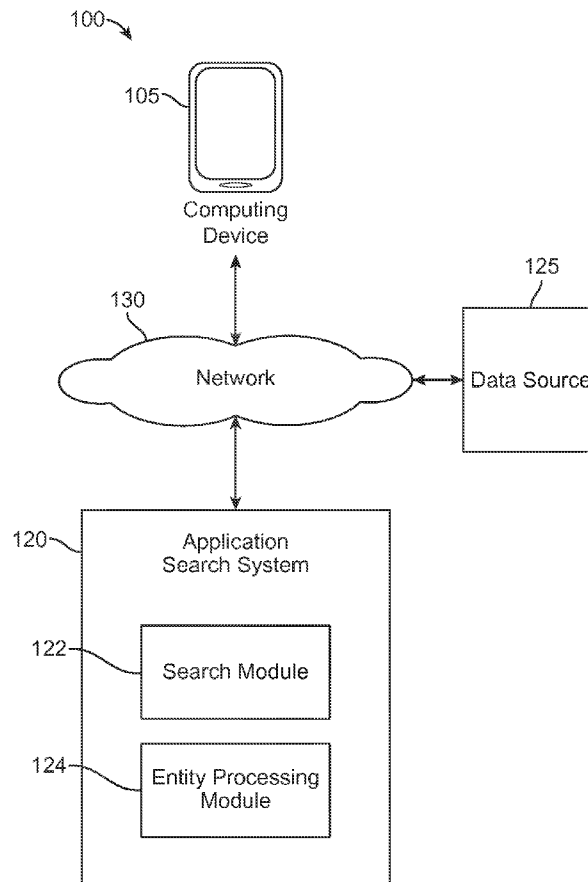 100
105
Computing
Device
130
125
Network
Data Source
120
Application
Search System
122
Search Module
124
Entity Processing
Module